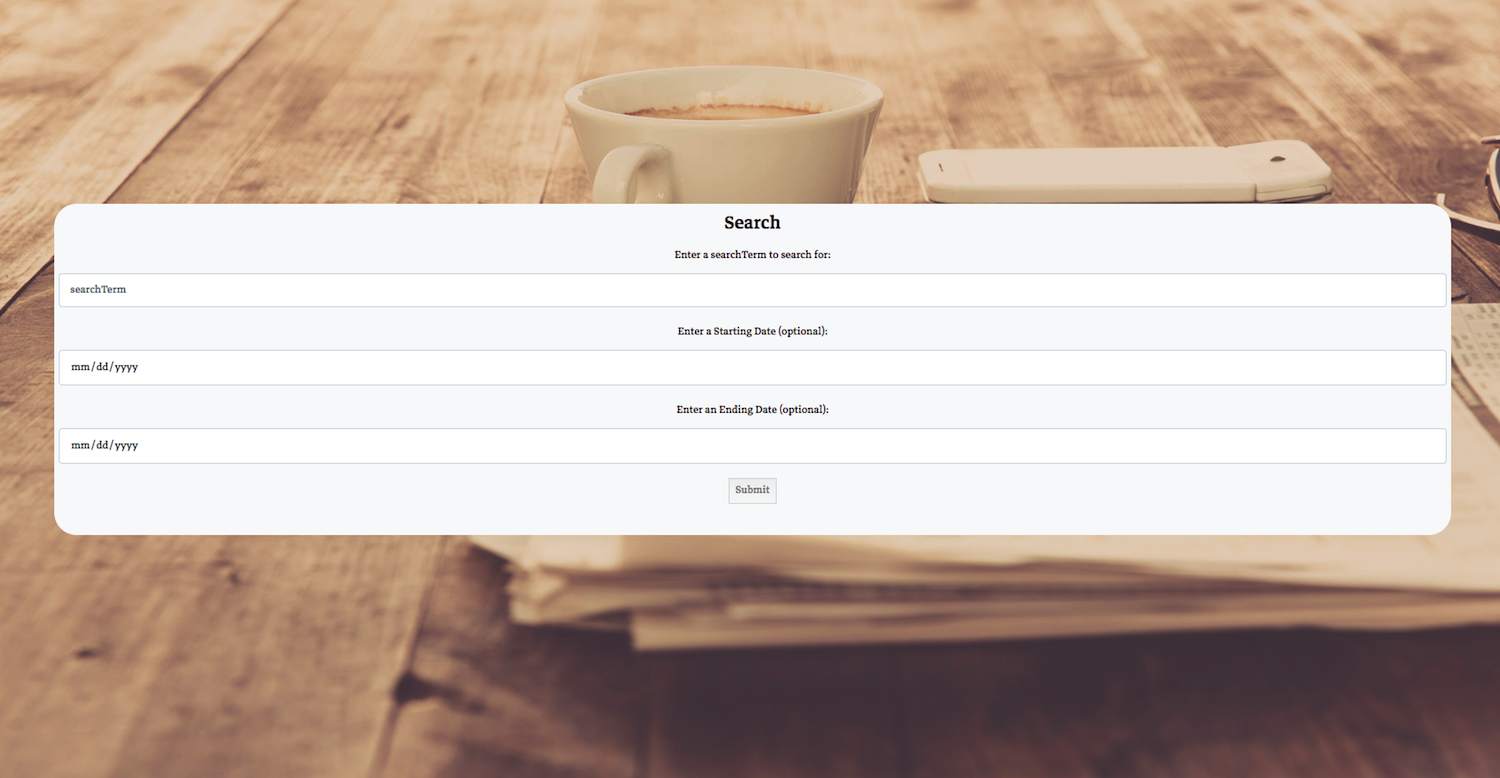 Search
Enter a searchTerm to search for:
searchTerm
Enter a Starting Date (optional):
mm/dd/yyyy
Enter an Ending Date (optional):
mm/dd/yyyy
Submit